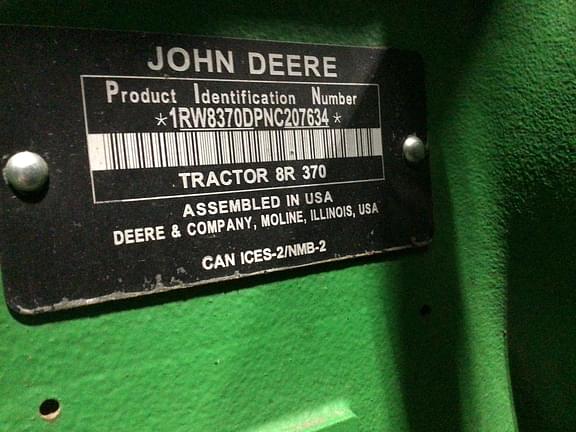 JOHN DEERE
Product Identification Number
*1RW8370DPNC207634*
TRACTOR 8R 370
ASSEMBLED IN USA
DEERE & COMPANY, MOLINE, ILLINOIS, USA
CAN ICES-2/NMB-2